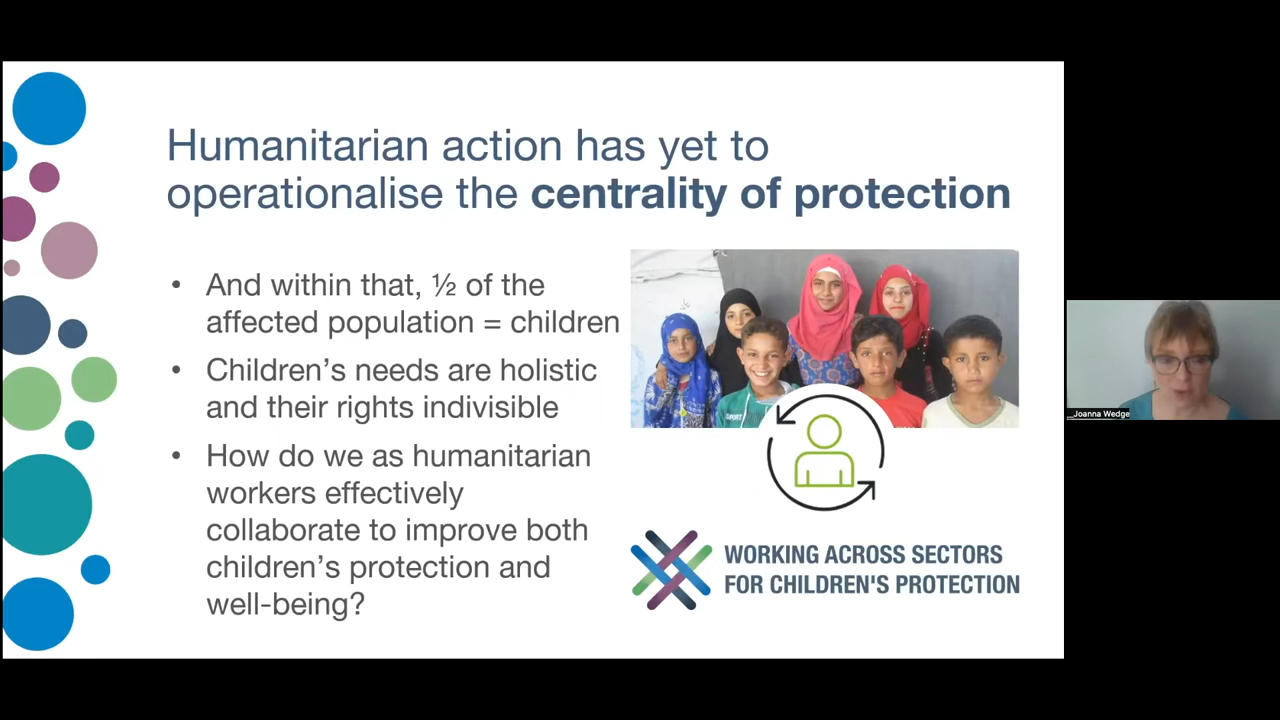 Humanitarian action has yet to
operationalise the centrality of protection
• And within that, ½ of the
affected population = children
• Children's needs are holistic
and their rights indivisible
• How do we as humanitarian
workers effectively
collaborate to improve both
children's protection and
well-being?
SPORT
WORKING ACROSS SECTORS
FOR CHILDREN'S PROTECTION
Joanna Wedge